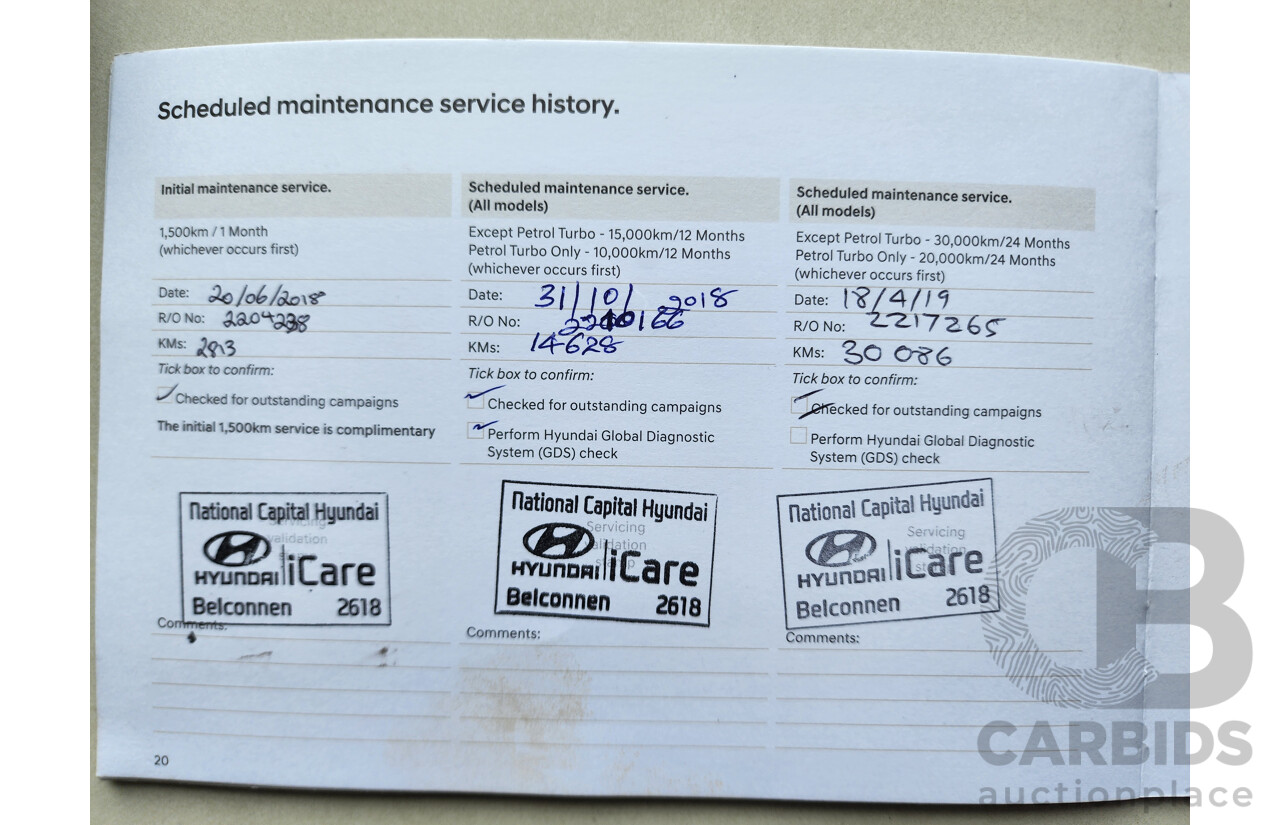 Scheduled maintenance service history.
Initial maintenance service.
1,500km / 1 Month
(whichever occurs first)
Date: 20/06/2018
R/O No:
KMs: 2813
Tick box to confirm:
Checked for outstanding campaigns
The initial 1,500km service is complimentary
National Capital Hyundai
Servicing
validation
HYUNDAI iCare
Belconnen 2618
Comments:
Scheduled maintenance service.
(All models)
Except Petrol Turbo - 15,000km/12 Months
Petrol Turbo Only - 10,000km/12 Months
(whichever occurs first)
Date: 31/10/2018
R/O No:
KMs: 14628
Tick box to confirm:
Checked for outstanding campaigns
Perform Hyundai Global Diagnostic
System (GDS) check
National Capital Hyundai
Servicing
validation
HYUNDAI iCare
Belconnen 2618
Comments:
Scheduled maintenance service.
(All models)
Except Petrol Turbo - 30,000km/24 Months
Petrol Turbo Only - 20,000km/24 Months
(whichever occurs first)
Date: 18/4/19
R/O No: 2217265
KMs: 30 086
Tick box to confirm:
Checked for outstanding campaigns
Perform Hyundai Global Diagnostic
System (GDS) check
National Capital Hyundai
Servicing
validation
HYUNDAI iCare
Belconnen 2618
Comments:
20
CB
CARBIDS
auctionplace